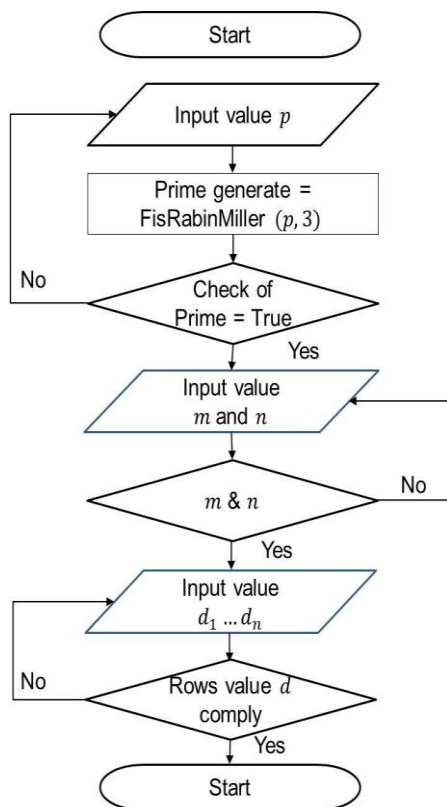 Start
Input value p
Prime generate =
FisRabinMiller (p, 3)
No
Check of
Prime = True
Yes
Input value
m and n
No
m & n
Yes
Input value
d₁ ... dₙ
No
Rows value d
comply
Yes
Start